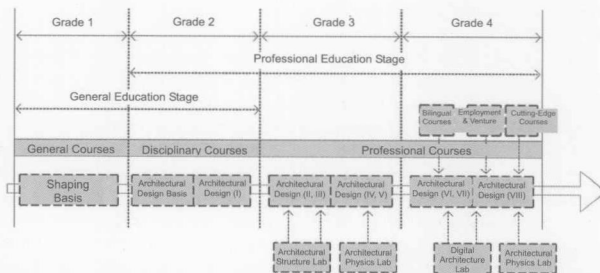 Grade 1 Grade 2 Grade 3 Grade 4
Professional Education Stage
General Education Stage
Bilingual
Courses
Employment
& Venture
Cutting-Edge
Courses
General Courses Disciplinary Courses Professional Courses
Shaping
Basis
Architectural
Design Basis
Architectural
Design (I)
Architectural
Design (II, III)
Architectural
Design (IV, V)
Architectural
Design (VI, VII)
Architectural
Design (VIII)
Architectural
Structure Lab
Architectural
Physics Lab
Digital
Architecture
Lab
Architectural
Physics Lab